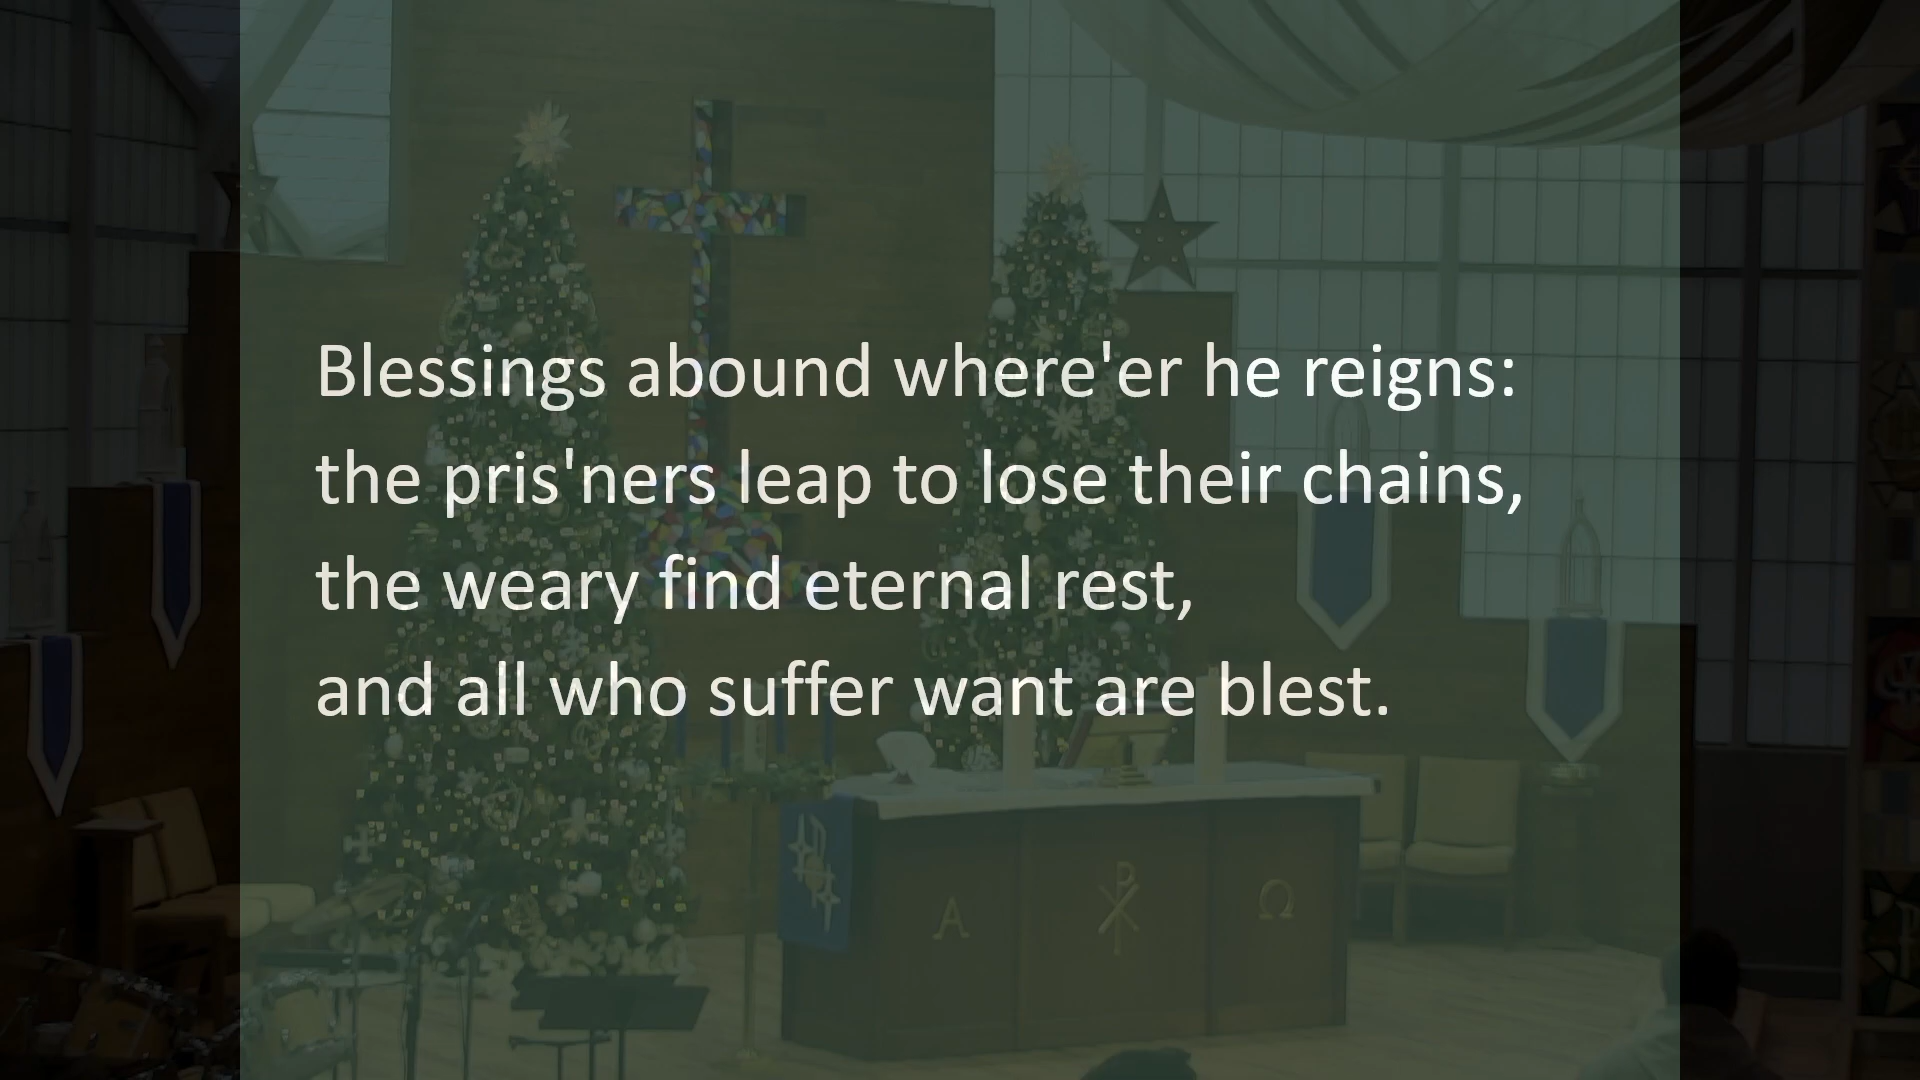 Blessings abound where'er he reigns:
the pris'ners leap to lose their chains,
the weary find eternal rest,
and all who suffer want are blest.
Α
Ω